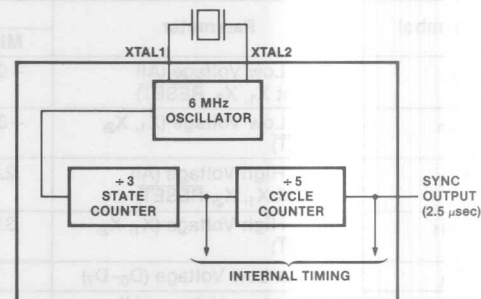 XTAL1 XTAL2
6 MHz
OSCILLATOR
÷3
STATE
COUNTER
÷5
CYCLE
COUNTER
SYNC
OUTPUT
(2.5 μsec)
INTERNAL TIMING